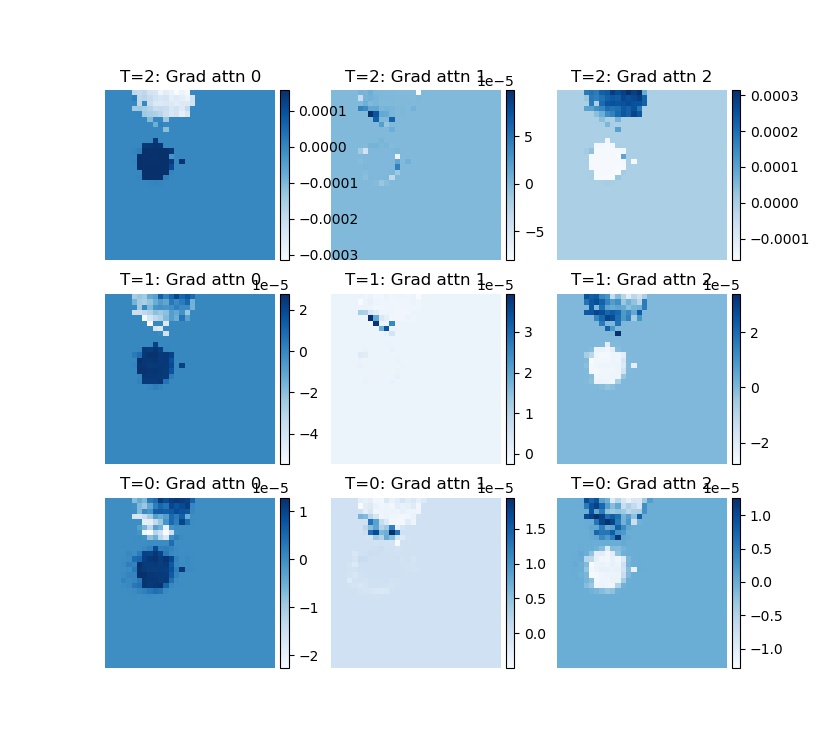 T=2: Grad attn 0
0.0001
0.0000
−0.0001
−0.0002
−0.0003
T=2: Grad attn 1
1e−5
5
0
−5
T=2: Grad attn 2
0.0003
0.0002
0.0001
0.0000
−0.0001
T=1: Grad attn 0
1e−5
2
0
−2
−4
T=1: Grad attn 1
1e−5
3
2
1
0
T=1: Grad attn 2
1e−5
2
0
−2
T=0: Grad attn 0
1e−5
1
0
−1
−2
T=0: Grad attn 1
1e−5
1.5
1.0
0.5
0.0
T=0: Grad attn 2
1e−5
1.0
0.5
0.0
−0.5
−1.0